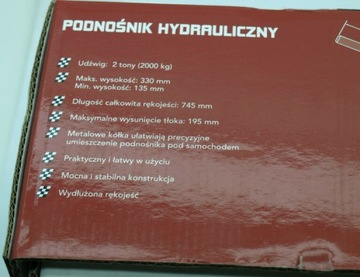 PODNOŚNIK HYDRAULICZNY
Udźwig: 2 tony (2000 kg)
Maks. wysokość: 330 mm
Min. wysokość: 135 mm
Długość całkowita rękojeści: 745 mm
Maksymalne wysunięcie tłoka: 195 mm
Metalowe kółka ułatwiają precyzyjne
umieszczenie podnośnika pod samochodem
Praktyczny i łatwy w użyciu
Mocna i stabilna konstrukcja
Wydłużona rękojeść